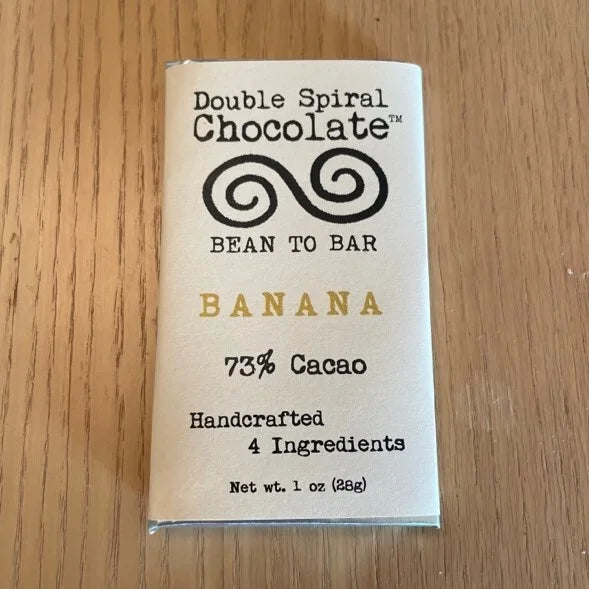 Double Spiral
Chocolate™
BEAN TO BAR
BANANA
73% Cacao
Handcrafted
4 Ingredients
Net wt. 1 oz (28g)